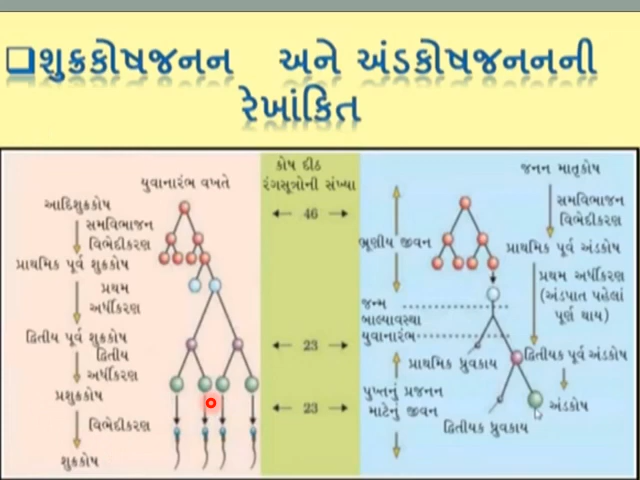 ❑શુક્રકોષજનન અને અંડકોષજનનની
રેખાંકિત
યુવાનારંભ વખતે
આદિશુક્રકોષ
સમવિભાજન
વિભેદીકરણ
પ્રાથમિક પૂર્વ શુક્રકોષ
પ્રથમ
અર્ધીકરણ
દ્વિતીય પૂર્વ શુક્રકોષ
દ્વિતીય
અર્ધીકરણ
પ્રશુક્રકોષ
વિભેદીકરણ
શુક્રકોષ
કોષ દીઠ
રંગસૂત્રોની સંખ્યા
46
23
23
જનન માતૃકોષ
સમવિભાજન
વિભેદીકરણ
ભ્રૂણીય જીવન
પ્રાથમિક પૂર્વ અંડકોષ
પ્રથમ અર્ધીકરણ
(અંડપાત પહેલાં
પૂર્ણ થાય)
જન્મ
બાલ્યાવસ્થા
યુવાનારંભ
પ્રાથમિક ધ્રુવકાય
દ્વિતીયક પૂર્વ અંડકોષ
પુખ્તનું પ્રજનન
માટેનું જીવન
અંડકોષ
દ્વિતીયક ધ્રુવકાય